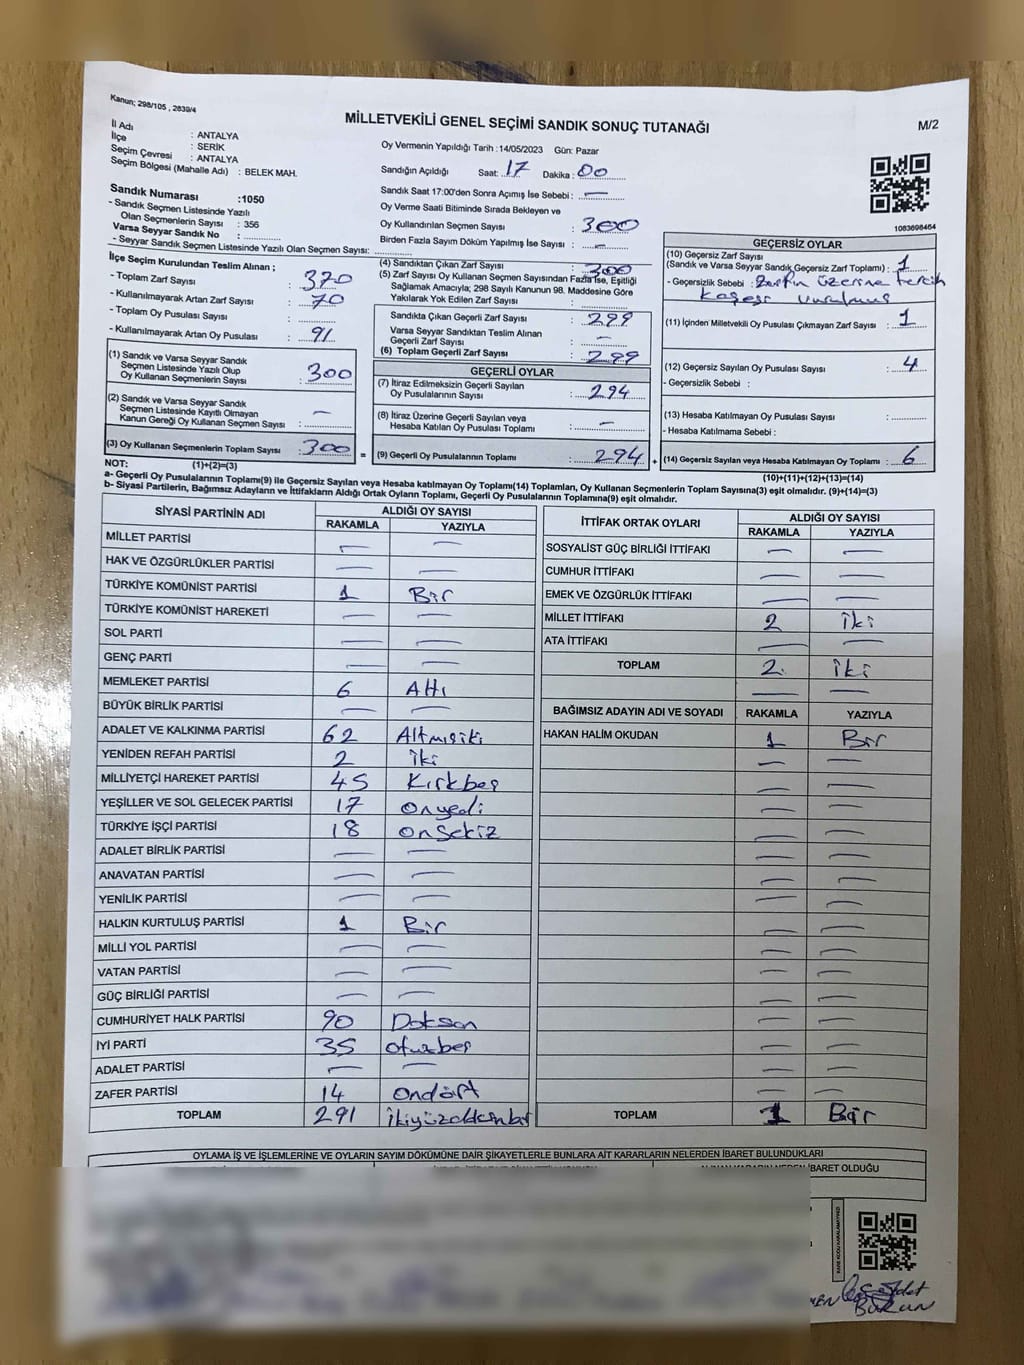 Kanun; 298/105 , 2839/4
MİLLETVEKİLİ GENEL SEÇİMİ SANDIK SONUÇ TUTANAĞI
M/2
İl Adı : ANTALYA
İlçe : SERİK
Seçim Çevresi : ANTALYA
Seçim Bölgesi (Mahalle Adı) : BELEK MAH.
Sandık Numarası :1050
- Sandık Seçmen Listesinde Yazılı
Olan Seçmenlerin Sayısı : 356
Varsa Seyyar Sandık No :
- Seyyar Sandık Seçmen Listesinde Yazılı Olan Seçmen Sayısı:
Oy Vermenin Yapıldığı Tarih :14/05/2023 Gün: Pazar
Sandığın Açıldığı Saat: 17 Dakika : 00
Sandık Saat 17:00'den Sonra Açımış İse Sebebi : —
Oy Verme Saati Bitiminde Sırada Bekleyen ve
Oy Kullandırılan Seçmen Sayısı : 300
Birden Fazla Sayım Döküm Yapılmış İse Sayısı : —
1083698464
İlçe Seçim Kurulundan Teslim Alınan ;
- Toplam Zarf Sayısı : 370
- Kullanılmayarak Artan Zarf Sayısı : 70
- Toplam Oy Pusulası Sayısı :
- Kullanılmayarak Artan Oy Pusulası : 91
(1) Sandık ve Varsa Seyyar Sandık
Seçmen Listesinde Yazılı Olup
Oy Kullanan Seçmenlerin Sayısı : 300
(2) Sandık ve Varsa Seyyar Sandık
Seçmen Listesinde Kayıtlı Olmayan
Kanun Gereği Oy Kullanan Seçmen Sayısı : —
(3) Oy Kullanan Seçmenlerin Toplam Sayısı : 300
(4) Sandıktan Çıkan Zarf Sayısı : 300
(5) Zarf Sayısı Oy Kullanan Seçmen Sayısından Fazla İse, Eşitliği
Sağlamak Amacıyla; 298 Sayılı Kanunun 98. Maddesine Göre
Yakılarak Yok Edilen Zarf Sayısı :
Sandıkta Çıkan Geçerli Zarf Sayısı : 299
Varsa Seyyar Sandıktan Teslim Alınan
Geçerli Zarf Sayısı : —
(6) Toplam Geçerli Zarf Sayısı : 299
GEÇERLİ OYLAR
(7) İtiraz Edilmeksizin Geçerli Sayılan
Oy Pusulalarının Sayısı : 294
(8) İtiraz Üzerine Geçerli Sayılan veya
Hesaba Katılan Oy Pusulası Toplamı : —
= (9) Geçerli Oy Pusulalarının Toplamı : 294
GEÇERSİZ OYLAR
(10) Geçersiz Zarf Sayısı
(Sandık ve Varsa Seyyar Sandık Geçersiz Zarf Toplamı) : 1
- Geçersizlik Sebebi : Zarfın üzerine tercih
kaşesi vurulmuş
(11) İçinden Milletvekili Oy Pusulası Çıkmayan Zarf Sayısı : 1
(12) Geçersiz Sayılan Oy Pusulası Sayısı : 4
- Geçersizlik Sebebi :
(13) Hesaba Katılmayan Oy Pusulası Sayısı :
- Hesaba Katılmama Sebebi :
+ (14) Geçersiz Sayılan veya Hesaba Katılmayan Oy Toplamı : 6
NOT: (1)+(2)=(3)
(10)+(11)+(12)+(13)=(14)
a- Geçerli Oy Pusulalarının Toplamı(9) ile Geçersiz Sayılan veya Hesaba Katılmayan Oy Toplamı(14) Toplamları, Oy Kullanan Seçmenlerin Toplam Sayısına(3) eşit olmalıdır. (9)+(14)=(3)
b- Siyasi Partilerin, Bağımsız Adayların ve İttifakların Aldığı Ortak Oyların Toplamı, Geçerli Oy Pusulalarının Toplamına(9) eşit olmalıdır.
SİYASİ PARTİNİN ADI ALDIĞI OY SAYISI
RAKAMLA YAZIYLA
MİLLET PARTİSİ — —
HAK VE ÖZGÜRLÜKLER PARTİSİ — —
TÜRKİYE KOMÜNİST PARTİSİ 1 Bir
TÜRKİYE KOMÜNİST HAREKETİ — —
SOL PARTİ — —
GENÇ PARTİ — —
MEMLEKET PARTİSİ 6 Altı
BÜYÜK BİRLİK PARTİSİ — —
ADALET VE KALKINMA PARTİSİ 62 Altmışiki
YENİDEN REFAH PARTİSİ 2 İki
MİLLİYETÇİ HAREKET PARTİSİ 45 Kırkbeş
YEŞİLLER VE SOL GELECEK PARTİSİ 17 onyedi
TÜRKİYE İŞÇİ PARTİSİ 18 onsekiz
ADALET BİRLİK PARTİSİ — —
ANAVATAN PARTİSİ — —
YENİLİK PARTİSİ — —
HALKIN KURTULUŞ PARTİSİ 1 Bir
MİLLİ YOL PARTİSİ — —
VATAN PARTİSİ — —
GÜÇ BİRLİĞİ PARTİSİ — —
CUMHURİYET HALK PARTİSİ 90 Doksan
İYİ PARTİ 35 otuzbeş
ADALET PARTİSİ — —
ZAFER PARTİSİ 14 ondört
TOPLAM 291 ikiyüzdoksanbir
İTTİFAK ORTAK OYLARI ALDIĞI OY SAYISI
RAKAMLA YAZIYLA
SOSYALİST GÜÇ BİRLİĞİ İTTİFAKI — —
CUMHUR İTTİFAKI — —
EMEK VE ÖZGÜRLÜK İTTİFAKI — —
MİLLET İTTİFAKI 2 İki
ATA İTTİFAKI — —
TOPLAM 2 İki
BAĞIMSIZ ADAYIN ADI VE SOYADI RAKAMLA YAZIYLA
HAKAN HALİM OKUDAN 1 Bir
TOPLAM 1 Bir
OYLAMA İŞ VE İŞLEMLERİNE VE OYLARIN SAYIM DÖKÜMÜNE DAİR ŞİKAYETLERLE BUNLARA AİT KARARLARIN NELERDEN İBARET BULUNDUKLARI
İBARET OLDUĞU